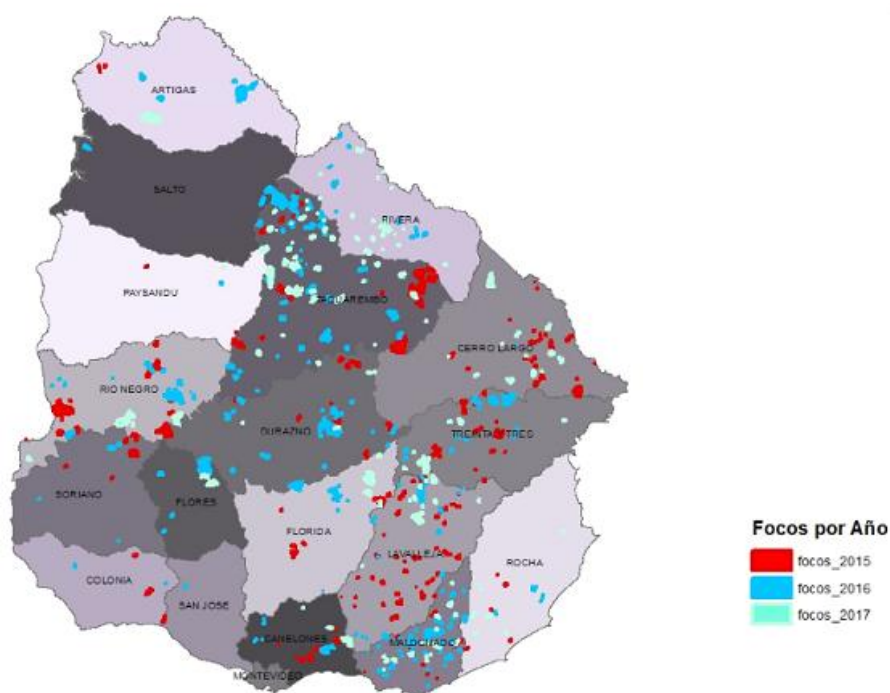 ARTIGAS
SALTO
RIVERA
PAYSANDU
TACUAREMBO
CERRO LARGO
RIO NEGRO
DURAZNO
TREINTA Y TRES
SORIANO
FLORES
FLORIDA
LAVALLEJA
ROCHA
COLONIA
SAN JOSE
CANELONES
MALDONADO
MONTEVIDEO
Focos por Año
focos_2015
focos_2016
focos_2017